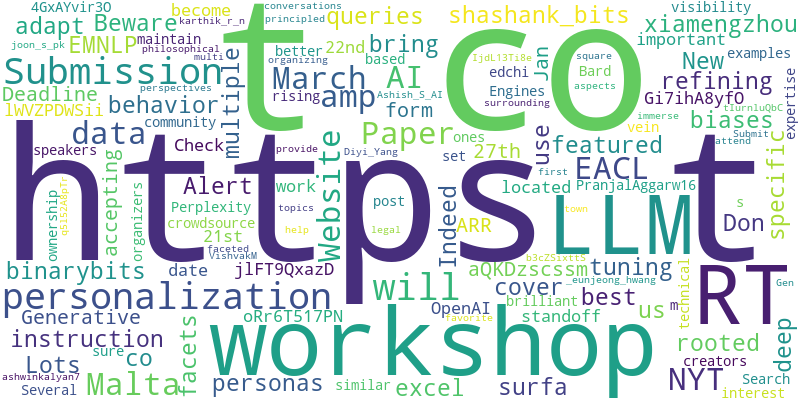 4GxAYvir3O
become
karthik_r_n
conversations
principled
shashank_bits
visibility
adapt
Beware
queries
xiamengzhou
joon_s_pk
EMNLP
maintain
philosophical
t
co
better
22nd
bring
Jan
square
Bard
aspects
important
examples
Submission
multi
organizing
based
IjdL13Ti8e
edchi
New
refining
perspectives
March
AI
Engines
Deadline
rising
Ashish_S_AI
surrounding
Gi7ihA8yfO
tIurnluQbC
lWVZPDWSii
behavior
multiple
amp
form
vein
biases
immerse
expertise
data
community
Paper
ones
use
featured
Submit
attend
speakers
Check
provide
Diyi_Yang
set
27th
EACL
first
specific
https
t
accepting
organizers
Alert
Website
work
located
PranjalAggarw16
ownership
Perplexity
topics
post
Indeed
ARR
LLM
s
Don
crowdsource
help
legal
town
21st
faceted
VishvakM
b3cZSixttS
binarybits
date
jlFT9QxazD
aQKDzscssm
tuning
_eunjeong_hwang
technical
RT
Gen
personalization
will
cover
best
us
m
OpenAI
brilliant
Generative
facets
co
oRr6T517PN
workshop
favorite
standoff
rooted
creators
deep
instruction
sure
Lots
NYT
Search
ashwinkalyan7
Several
Malta
personas
similar
excel
surfa
interest